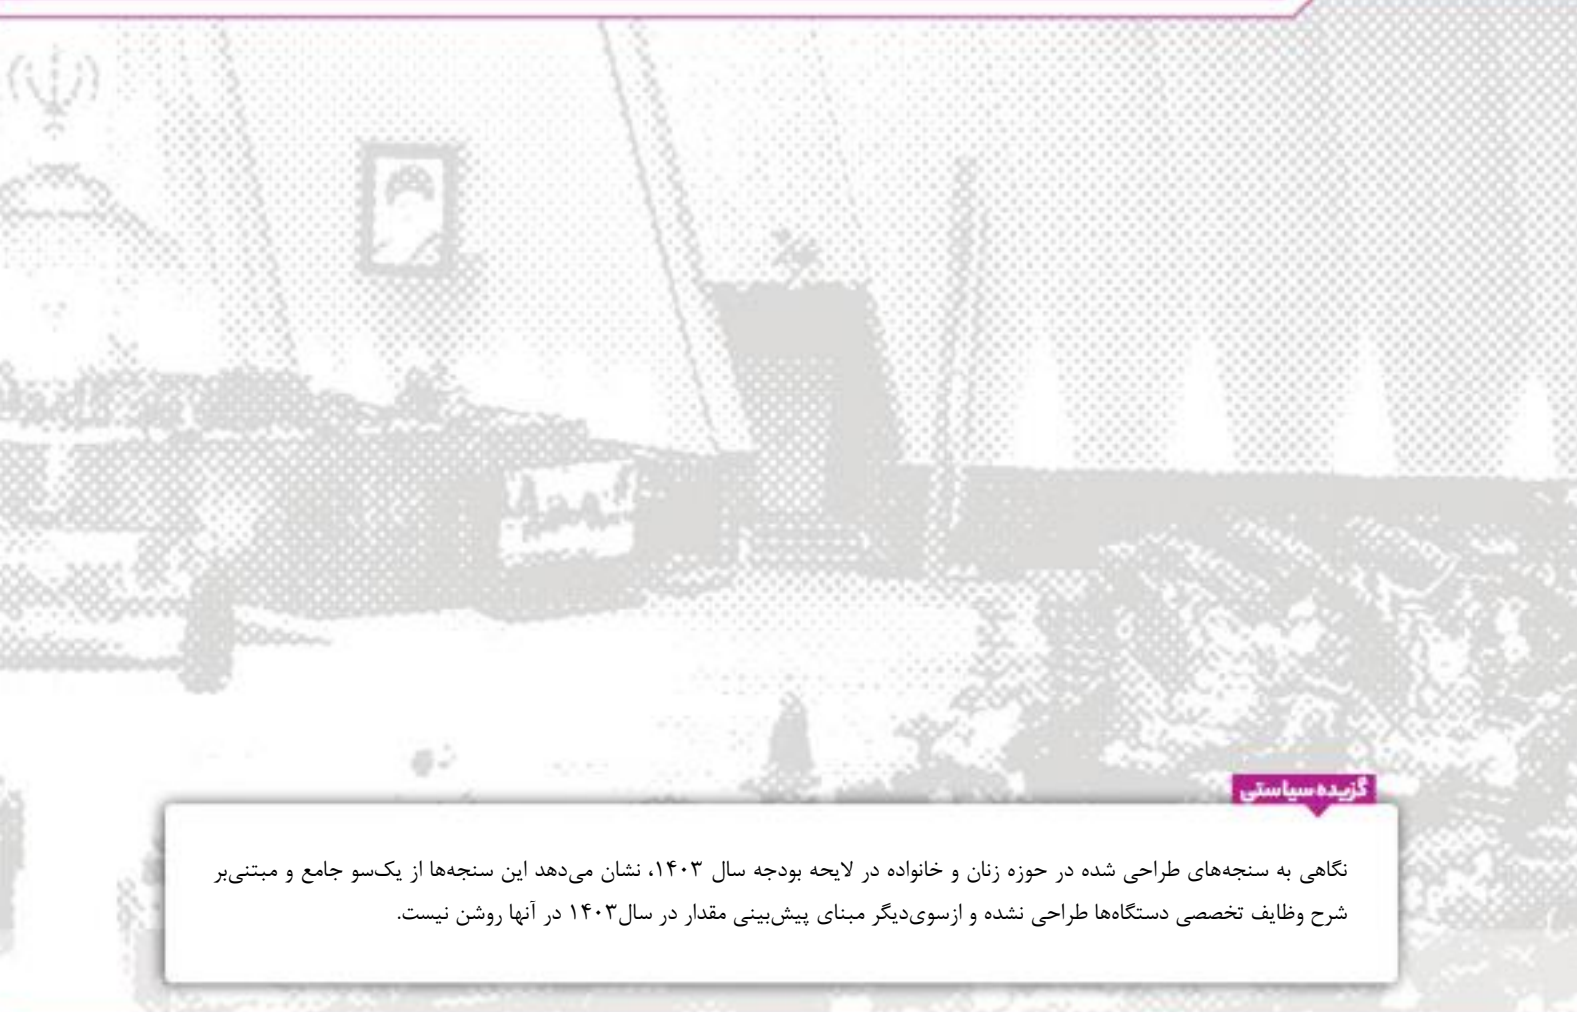 گزیده سیاستی
نگاهی به سنجه‌های طراحی شده در حوزه زنان و خانواده در لایحه بودجه سال ۱۴۰۳، نشان می‌دهد این سنجه‌ها از یک‌سو جامع و مبتنی‌بر
شرح وظایف تخصصی دستگاه‌ها طراحی نشده و ازسوی‌دیگر مبنای پیش‌بینی مقدار در سال۱۴۰۳ در آنها روشن نیست.